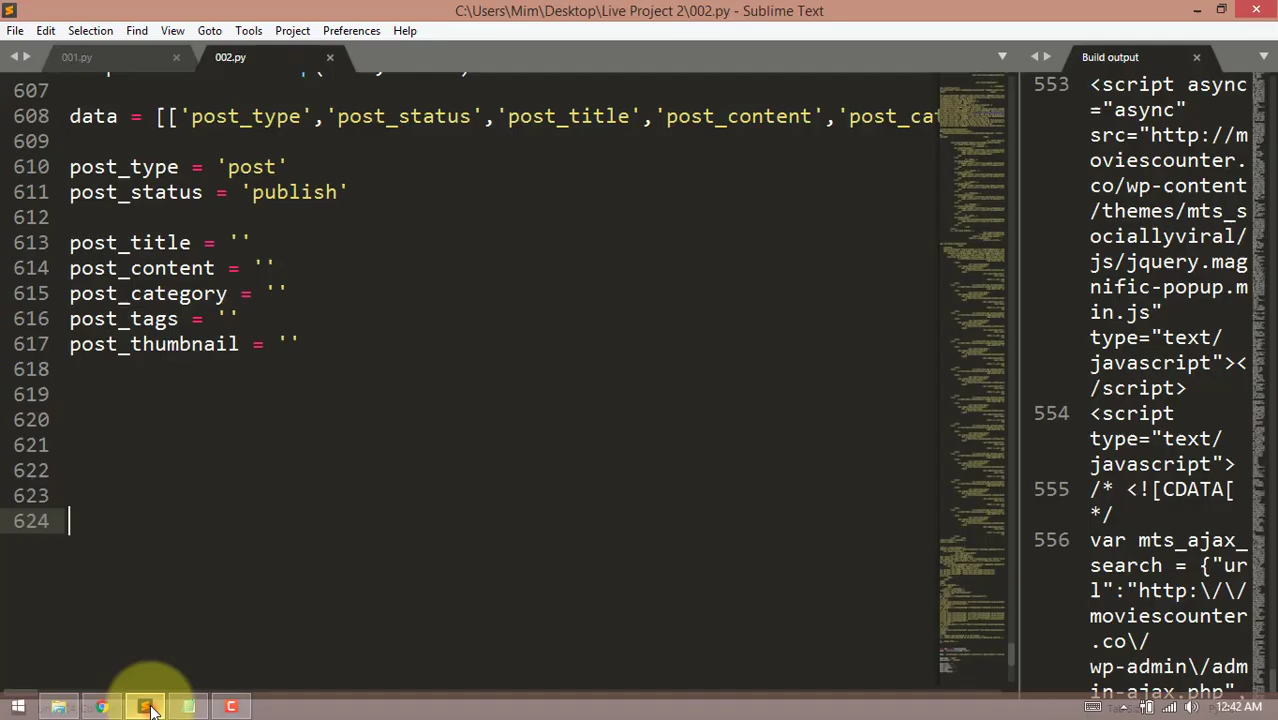 C:\Users\Mim\Desktop\Live Project 2\002.py - Sublime Text
File Edit Selection Find View Goto Tools Project Preferences Help
001.py
002.py
Build output
607
608 data = [['post_type','post_status','post_title','post_content','post_cat
609
610 post_type = 'post'
611 post_status = 'publish'
612
613 post_title = ''
614 post_content = ''
615 post_category = ''
616 post_tags = ''
617 post_thumbnail = ''
618
619
620
621
622
623
624
553 <script async
="async"
src="http://m
oviescounter.
co/wp-content
/themes/mts_s
ociallyviral/
js/jquery.mag
nific-popup.m
in.js"
type="text/
javascript"><
/script>
554 <script
type="text/
javascript">
555 /* <![CDATA[
*/
556 var mts_ajax_
search = {"ur
l":"http:\/\/
moviescounter
.co\/
wp-admin\/adm
in-ajax.php",
12:42 AM